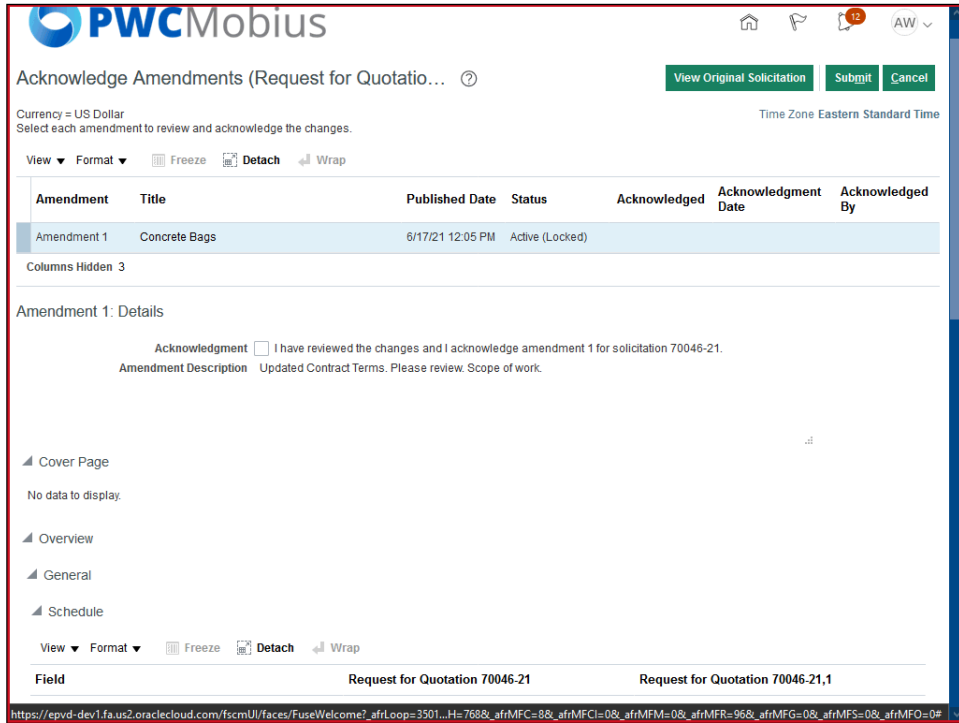 PWCMobius
12
AW
Acknowledge Amendments (Request for Quotatio... ?
View Original Solicitation
Submit
Cancel
Currency = US Dollar
Time Zone Eastern Standard Time
Select each amendment to review and acknowledge the changes.
View Format Freeze Detach Wrap
Amendment Title Published Date Status Acknowledged Acknowledgment Date Acknowledged By
Amendment 1 Concrete Bags 6/17/21 12:05 PM Active (Locked)
Columns Hidden 3
Amendment 1: Details
Acknowledgment I have reviewed the changes and I acknowledge amendment 1 for solicitation 70046-21.
Amendment Description Updated Contract Terms. Please review. Scope of work.
Cover Page
No data to display.
Overview
General
Schedule
View Format Freeze Detach Wrap
Field Request for Quotation 70046-21 Request for Quotation 70046-21,1
https://epvd-dev1.fa.us2.oraclecloud.com/fscmUI/faces/FuseWelcome?_afrLoop=3501...H=768&_afrMFC=8&_afrMFCI=0&_afrMFM=0&_afrMFR=96&_afrMFG=0&_afrMFS=0&_afrMFO=0#